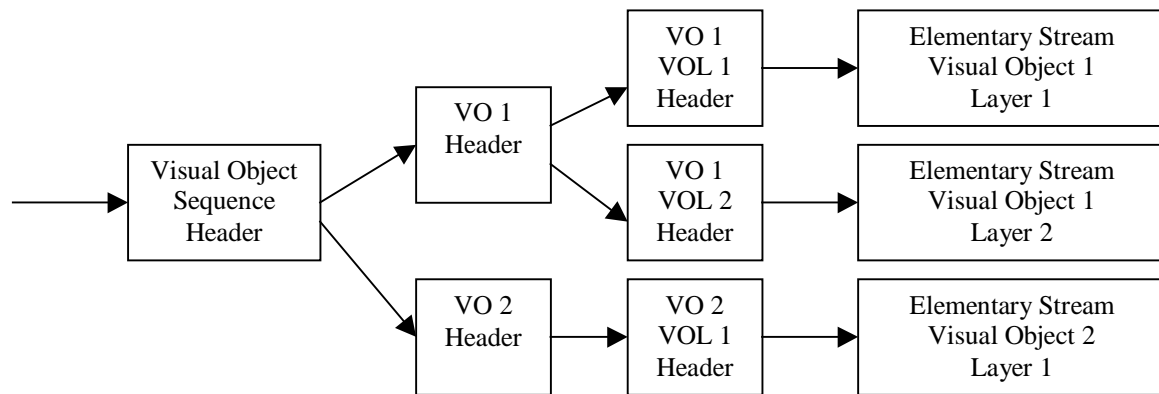 Visual Object
Sequence
Header
VO 1
Header
VO 2
Header
VO 1
VOL 1
Header
VO 1
VOL 2
Header
VO 2
VOL 1
Header
Elementary Stream
Visual Object 1
Layer 1
Elementary Stream
Visual Object 1
Layer 2
Elementary Stream
Visual Object 2
Layer 1